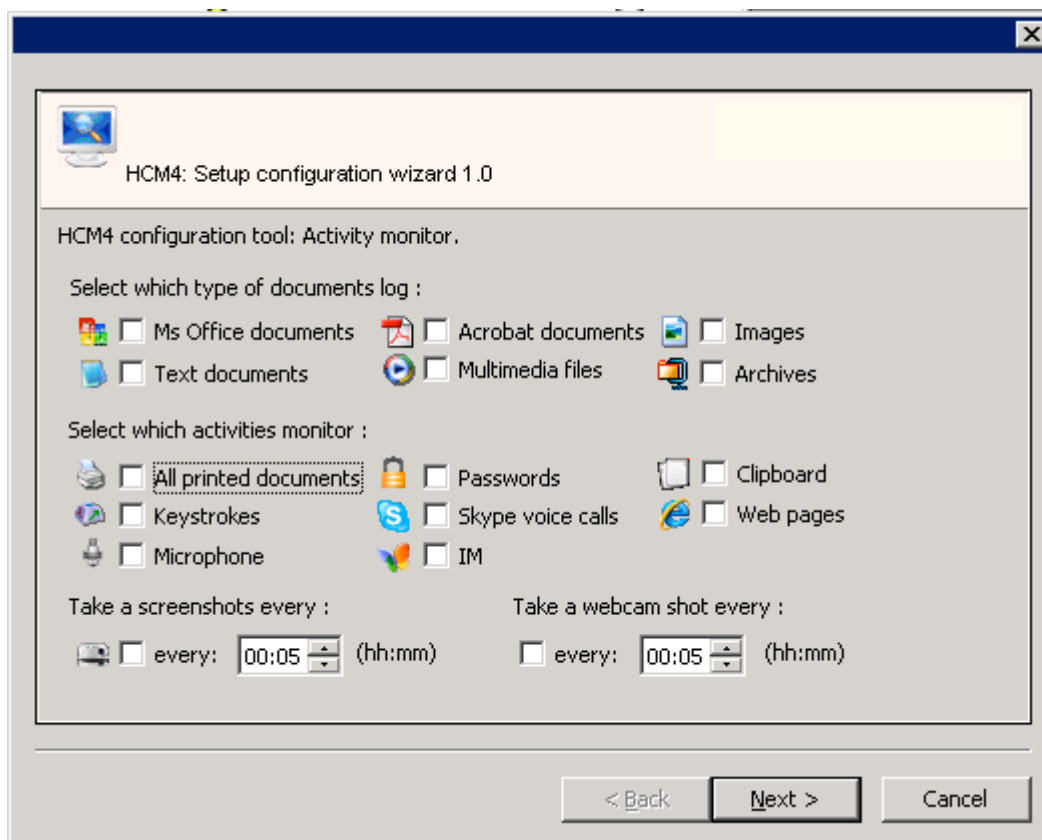 HCM4: Setup configuration wizard 1.0
HCM4 configuration tool: Activity monitor.
Select which type of documents log :
Ms Office documents Acrobat documents Images
Text documents Multimedia files Archives
Select which activities monitor :
All printed documents Passwords Clipboard
Keystrokes Skype voice calls Web pages
Microphone IM
Take a screenshots every : Take a webcam shot every :
every: 00:05 (hh:mm) every: 00:05 (hh:mm)
< Back Next > Cancel